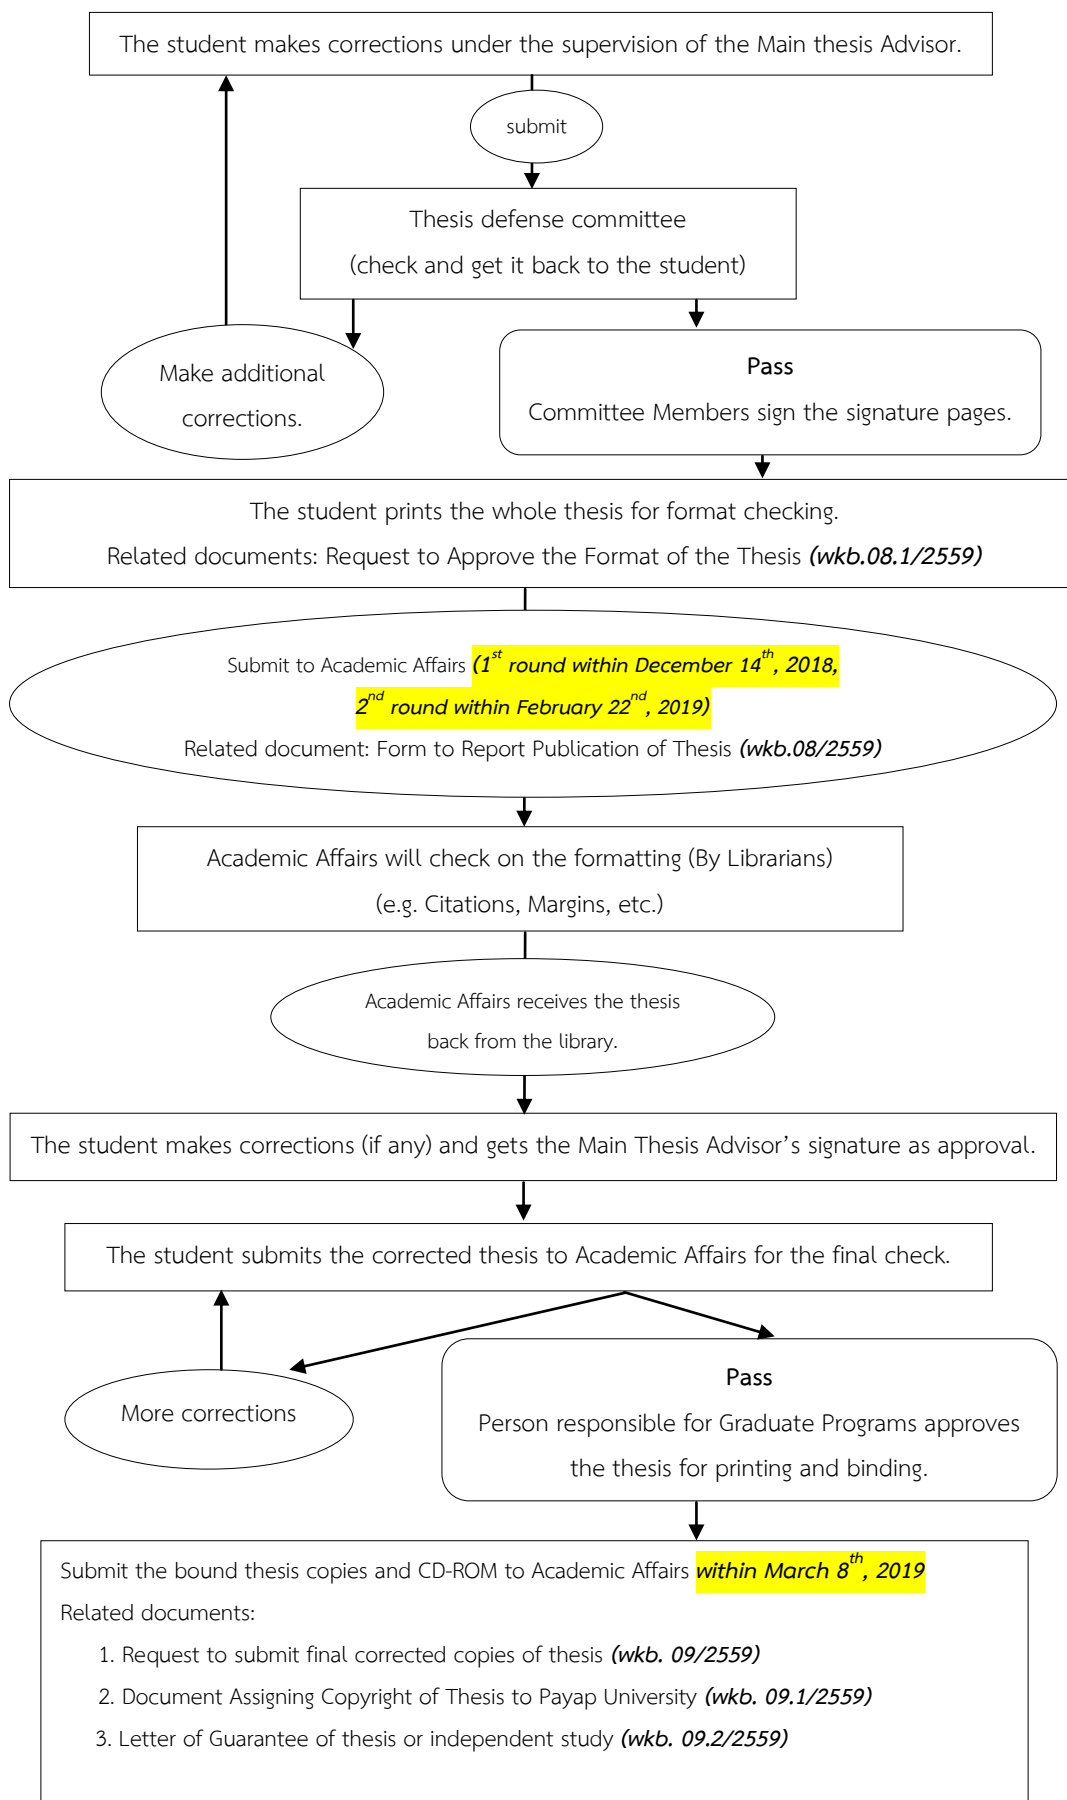 The student makes corrections under the supervision of the Main thesis Advisor.
submit
Thesis defense committee
(check and get it back to the student)
Make additional
corrections.
Pass
Committee Members sign the signature pages.
The student prints the whole thesis for format checking.
Related documents: Request to Approve the Format of the Thesis (wkb.08.1/2559)
Submit to Academic Affairs (1st round within December 14th, 2018,
2nd round within February 22nd, 2019)
Related document: Form to Report Publication of Thesis (wkb.08/2559)
Academic Affairs will check on the formatting (By Librarians)
(e.g. Citations, Margins, etc.)
Academic Affairs receives the thesis
back from the library.
The student makes corrections (if any) and gets the Main Thesis Advisor’s signature as approval.
The student submits the corrected thesis to Academic Affairs for the final check.
More corrections
Pass
Person responsible for Graduate Programs approves
the thesis for printing and binding.
Submit the bound thesis copies and CD-ROM to Academic Affairs within March 8th, 2019
Related documents:
1. Request to submit final corrected copies of thesis (wkb. 09/2559)
2. Document Assigning Copyright of Thesis to Payap University (wkb. 09.1/2559)
3. Letter of Guarantee of thesis or independent study (wkb. 09.2/2559)